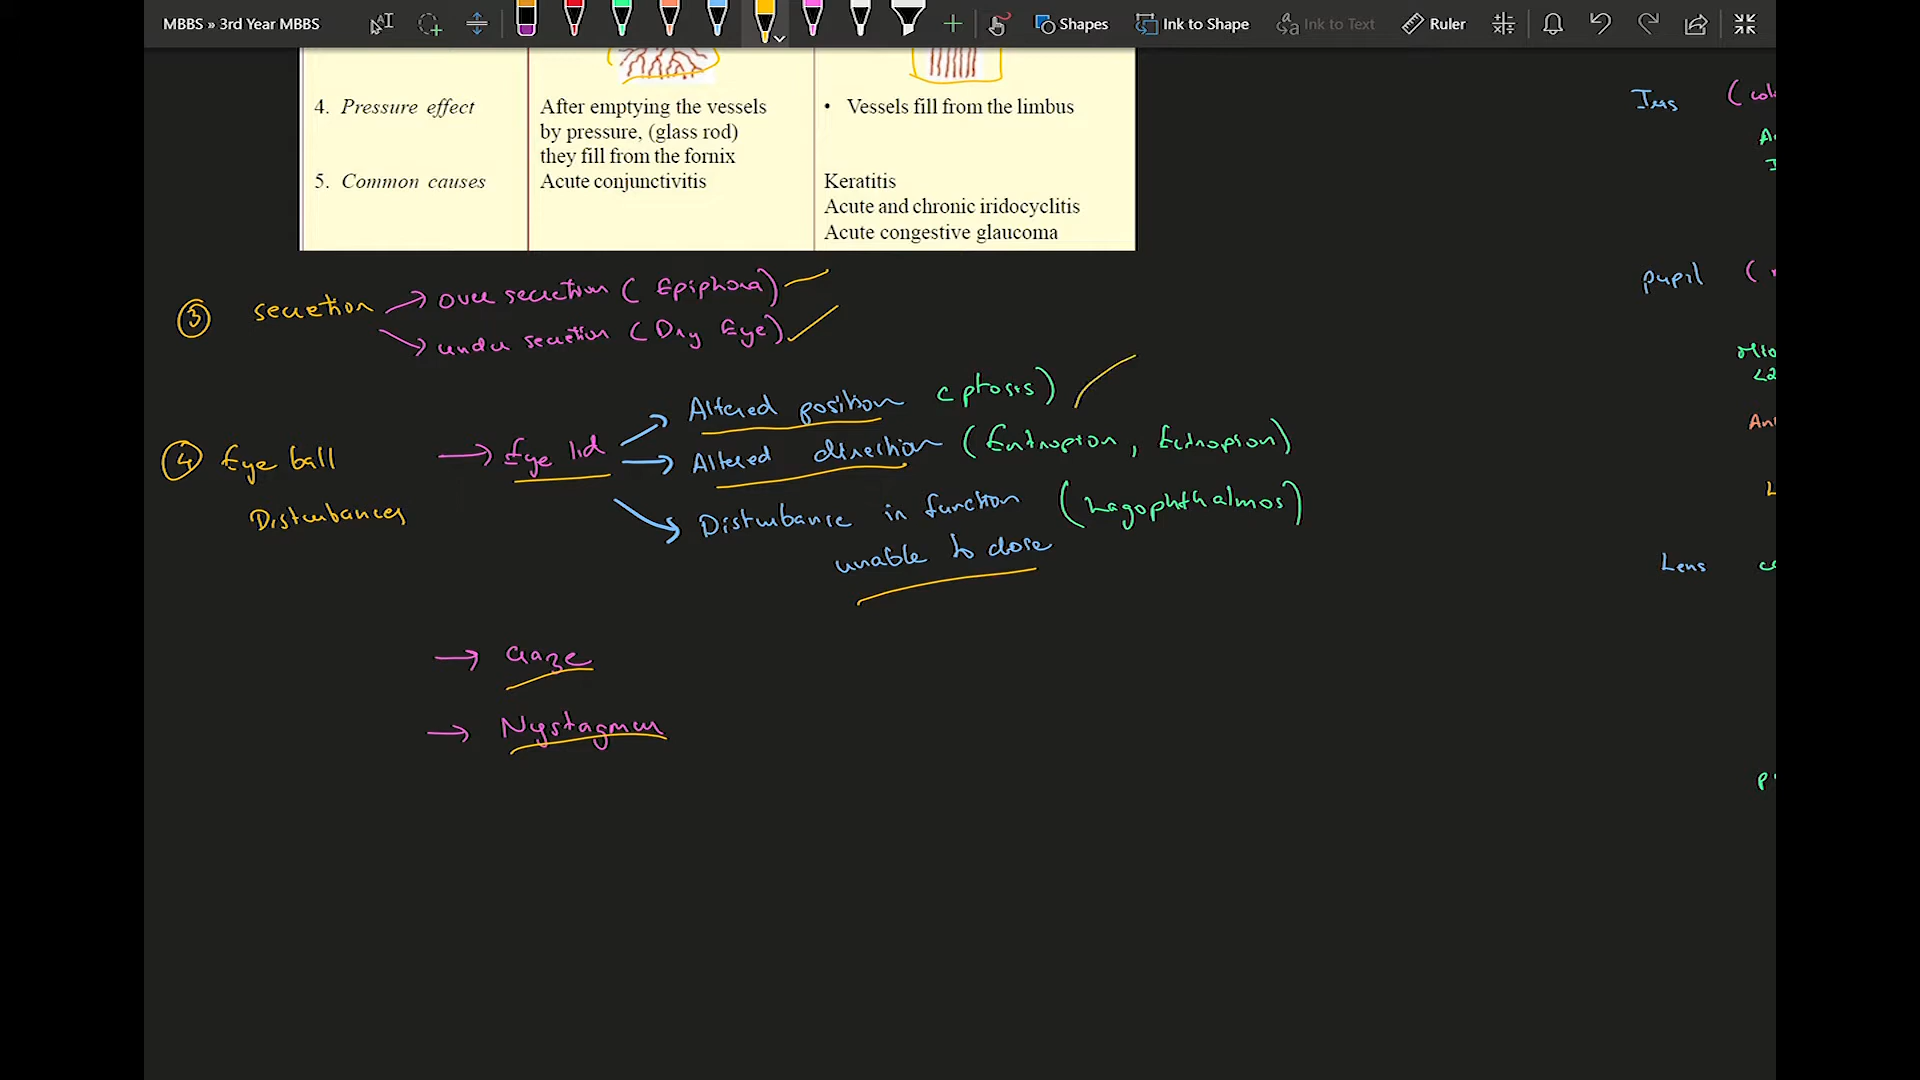 MBBS » 3rd Year MBBS
Shapes
Ink to Shape
Ink to Text
Ruler
4. Pressure effect
After emptying the vessels
by pressure, (glass rod)
they fill from the fornix
• Vessels fill from the limbus
5. Common causes
Acute conjunctivitis
Keratitis
Acute and chronic iridocyclitis
Acute congestive glaucoma
③ secretion → over secretion (Epiphora)
→ under secretion (Dry Eye)
④ Eye ball
Disturbances
→ Eye lid
→ Altered position (ptosis)
→ Altered direction (Entropion, Ectropion)
→ Disturbance in function (Lagophthalmos)
unable to close
→ Gaze
→ Nystagmus
Iris
pupil
Lens